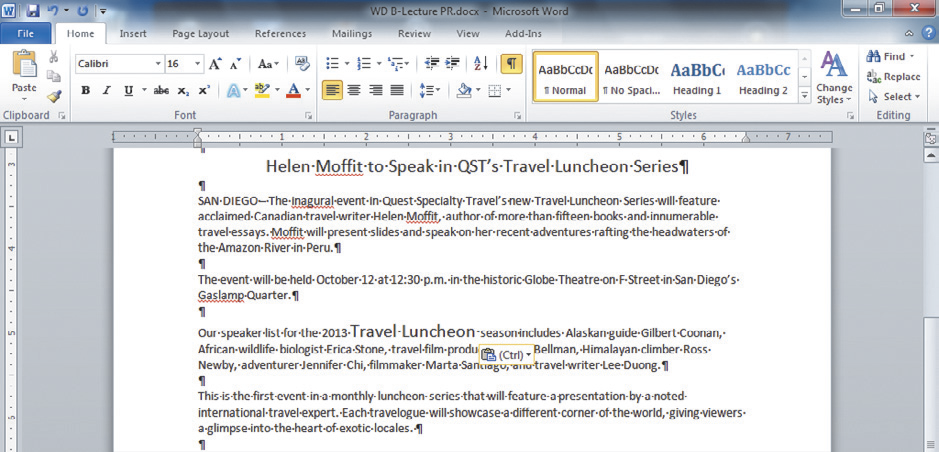 WD B-Lecture PR.docx - Microsoft Word
File Home Insert Page Layout References Mailings Review View Add-Ins
Calibri 16 A A Aa
AaBbCcDc AaBbCcDc AaBbCc AaBbCc
Find
Replace
Select
Paste
B I U abc x₂ x² A ab A
¶ Normal ¶ No Spaci... Heading 1 Heading 2
Change Styles
Clipboard Font Paragraph Styles Editing
1 1 2 3 4 5 6 7
Helen Moffit to Speak in QST's Travel Luncheon Series¶
¶
SAN DIEGO– The Inagural event in Quest Specialty Travel's new Travel Luncheon Series will feature
acclaimed Canadian travel writer Helen Moffit, author of more than fifteen books and innumerable
travel essays. Moffit will present slides and speak on her recent adventures rafting the headwaters of
the Amazon River in Peru.¶
¶
The event will be held October 12 at 12:30 p.m. in the historic Globe Theatre on F Street in San Diego's
Gaslamp Quarter.¶
¶
Our speaker list for the 2013 Travel Luncheon season includes Alaskan guide Gilbert Coonan,
African wildlife biologist Erica Stone, travel film produ (Ctrl) Bellman, Himalayan climber Ross
Newby, adventurer Jennifer Chi, filmmaker Marta Santiago, and travel writer Lee Duong.¶
¶
This is the first event in a monthly luncheon series that will feature a presentation by a noted
international travel expert. Each travelogue will showcase a different corner of the world, giving viewers
a glimpse into the heart of exotic locales.¶
¶